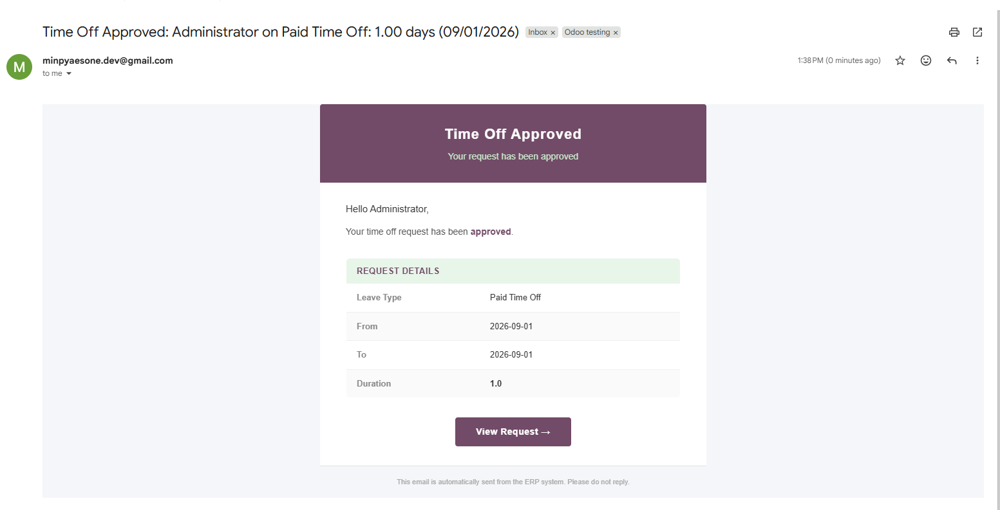 Time Off Approved: Administrator on Paid Time Off: 1.00 days (09/01/2026) Inbox × Odoo testing ×
M
minpyaesone.dev@gmail.com 1:38 PM (0 minutes ago)
to me
Time Off Approved
Your request has been approved
Hello Administrator,
Your time off request has been approved.
REQUEST DETAILS
Leave Type Paid Time Off
From 2026-09-01
To 2026-09-01
Duration 1.0
View Request →
This email is automatically sent from the ERP system. Please do not reply.